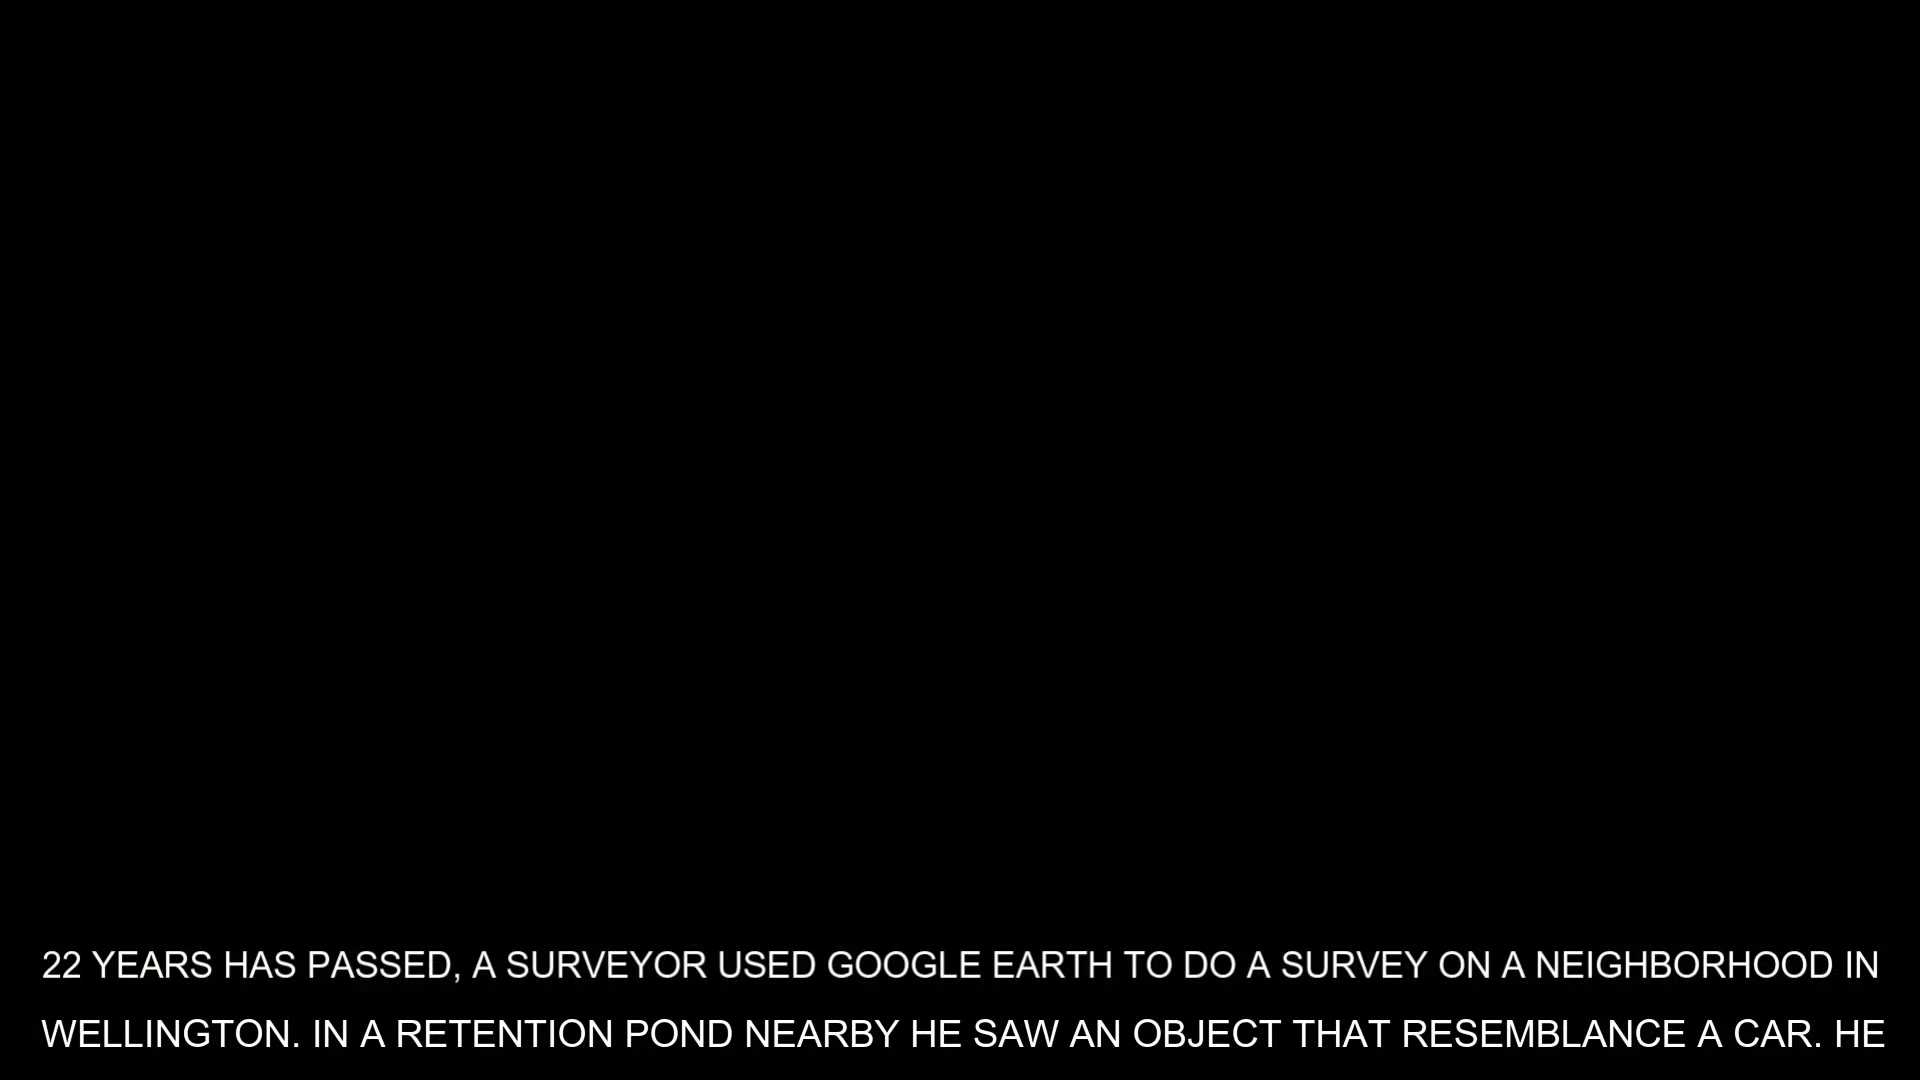 22 YEARS HAS PASSED, A SURVEYOR USED GOOGLE EARTH TO DO A SURVEY ON A NEIGHBORHOOD IN
WELLINGTON. IN A RETENTION POND NEARBY HE SAW AN OBJECT THAT RESEMBLANCE A CAR. HE